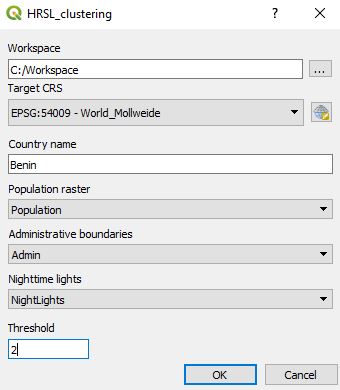 HRSL_clustering
Workspace
C:/Workspace
...
Target CRS
EPSG:54009 - World_Mollweide
Country name
Benin
Population raster
Population
Administrative boundaries
Admin
Nighttime lights
NightLights
Threshold
2
OK Cancel